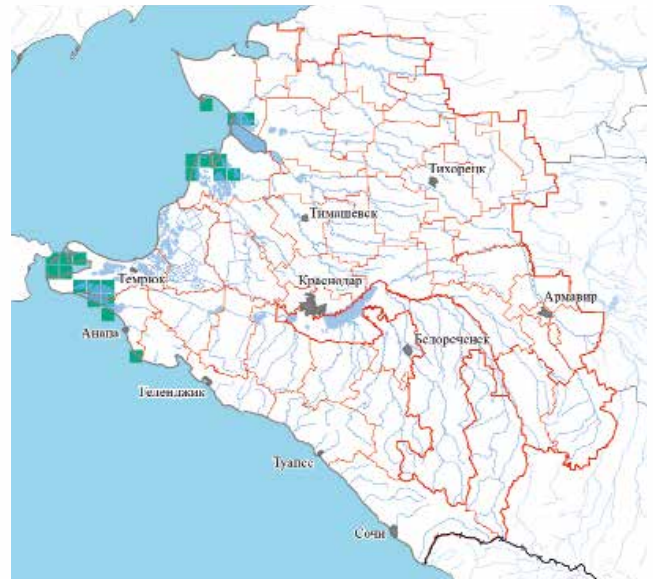 Тихорецк
Тимашевск
Темрюк
Краснодар
Армавир
Анапа
Белореченск
Геленджик
Туапсе
Сочи